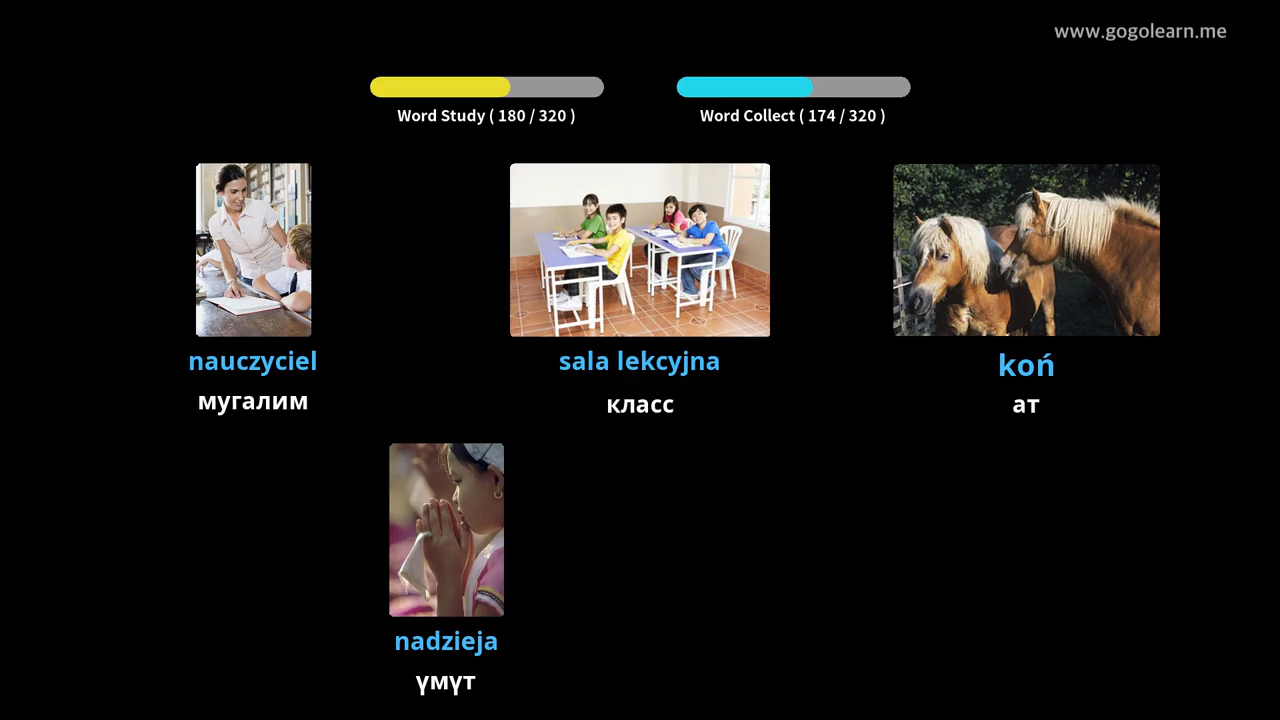 www.gogolearn.me
Word Study ( 180 / 320 )
Word Collect ( 174 / 320 )
nauczyciel
мугалим
sala lekcyjna
класс
koń
ат
nadzieja
үмүт